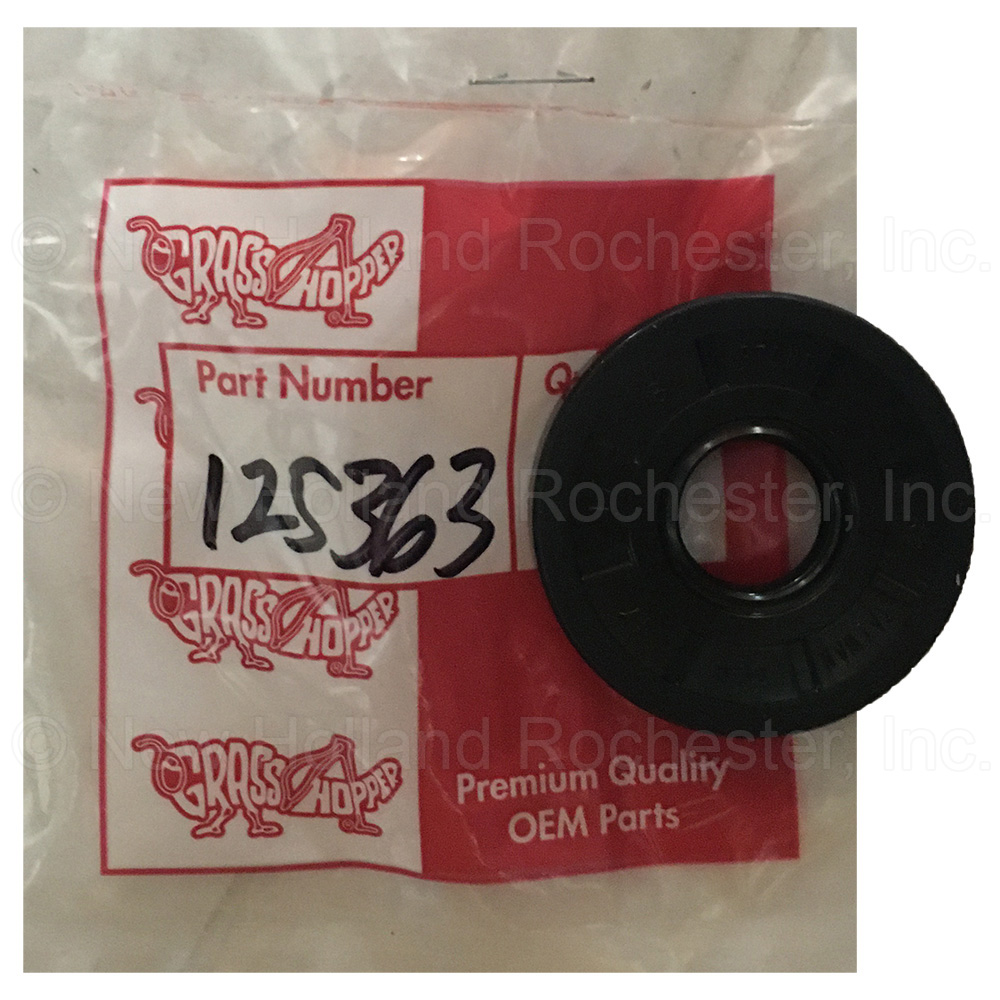 GRASSHOPPER
© New Holland Rochester, Inc.
Part Number
Qu
125363
© New Holland Rochester, Inc.
GRASSHOPPER
© New Holland Rochester, Inc.
GRASSHOPPER
Premium Quality
OEM Parts